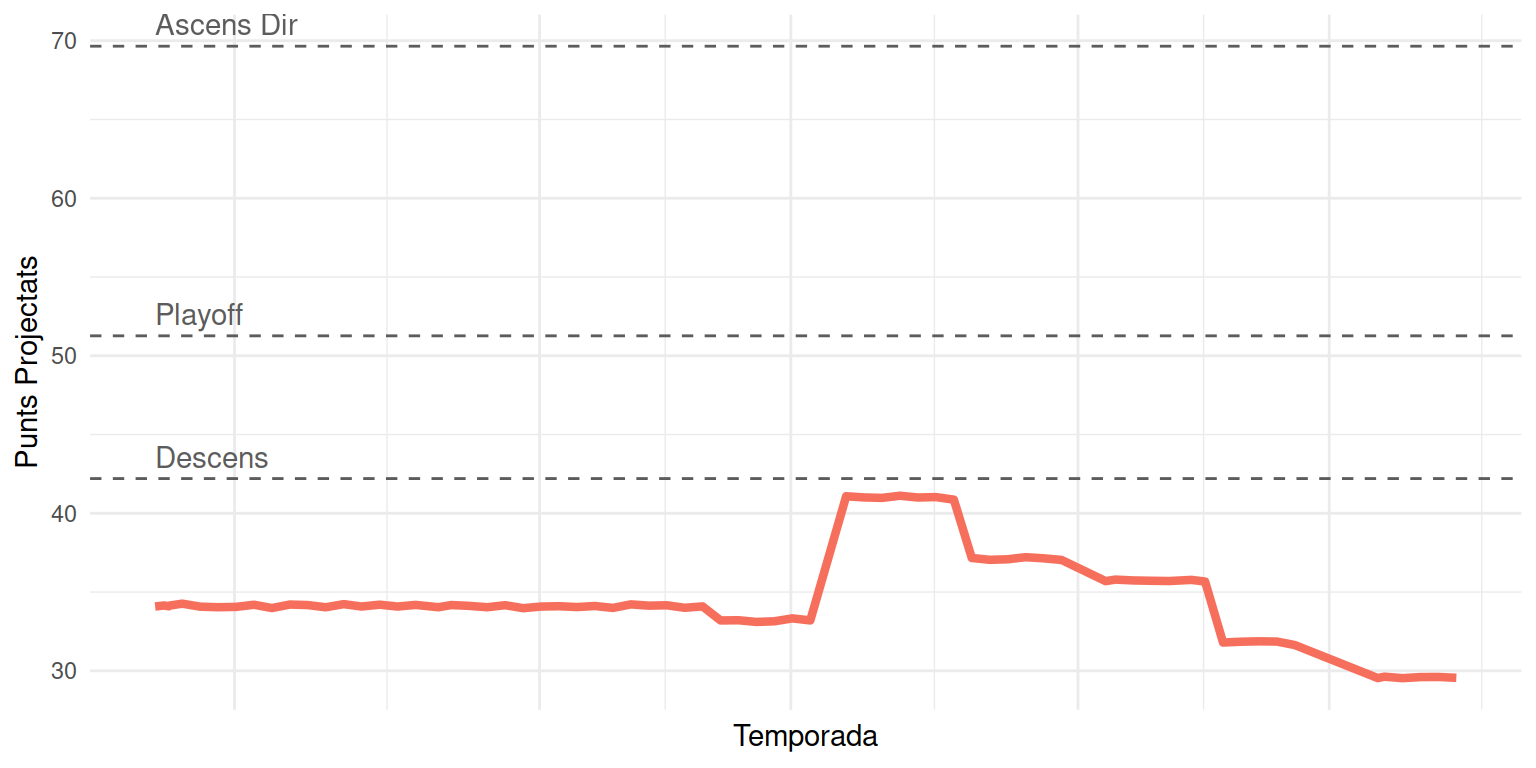 Ascens Dir
70
60
Playoff
50
Descens
40
30
Punts Projectats
Temporada